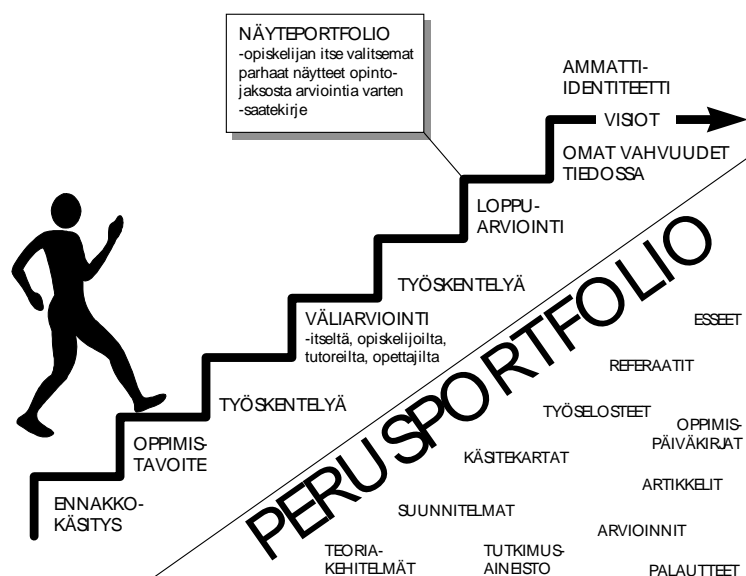 NÄYTEPORTFOLIO
-opiskelijan itse valitsemat
parhaat näytteet opinto-
jaksosta arviointia varten
-saatekirje
AMMATTI-
IDENTITEETTI
VISIOT
OMAT VAHVUUDET
TIEDOSSA
LOPPU-
ARVIOINTI
TYÖSKENTELYÄ
VÄLIARVIOINTI
-itseltä, opiskelijoilta,
tutoreilta, opettajilta
TYÖSKENTELYÄ
OPPIMIS-
TAVOITE
ENNAKKO-
KÄSITYS
PERUSPORTFOLIO
ESSEET
REFERAATIT
TYÖSELOSTEET
OPPIMIS-
PÄIVÄKIRJAT
KÄSITEKARTAT
ARTIKKELIT
SUUNNITELMAT
ARVIOINNIT
TEORIA-
KEHITELMÄT
TUTKIMUS-
AINEISTO
PALAUTTEET